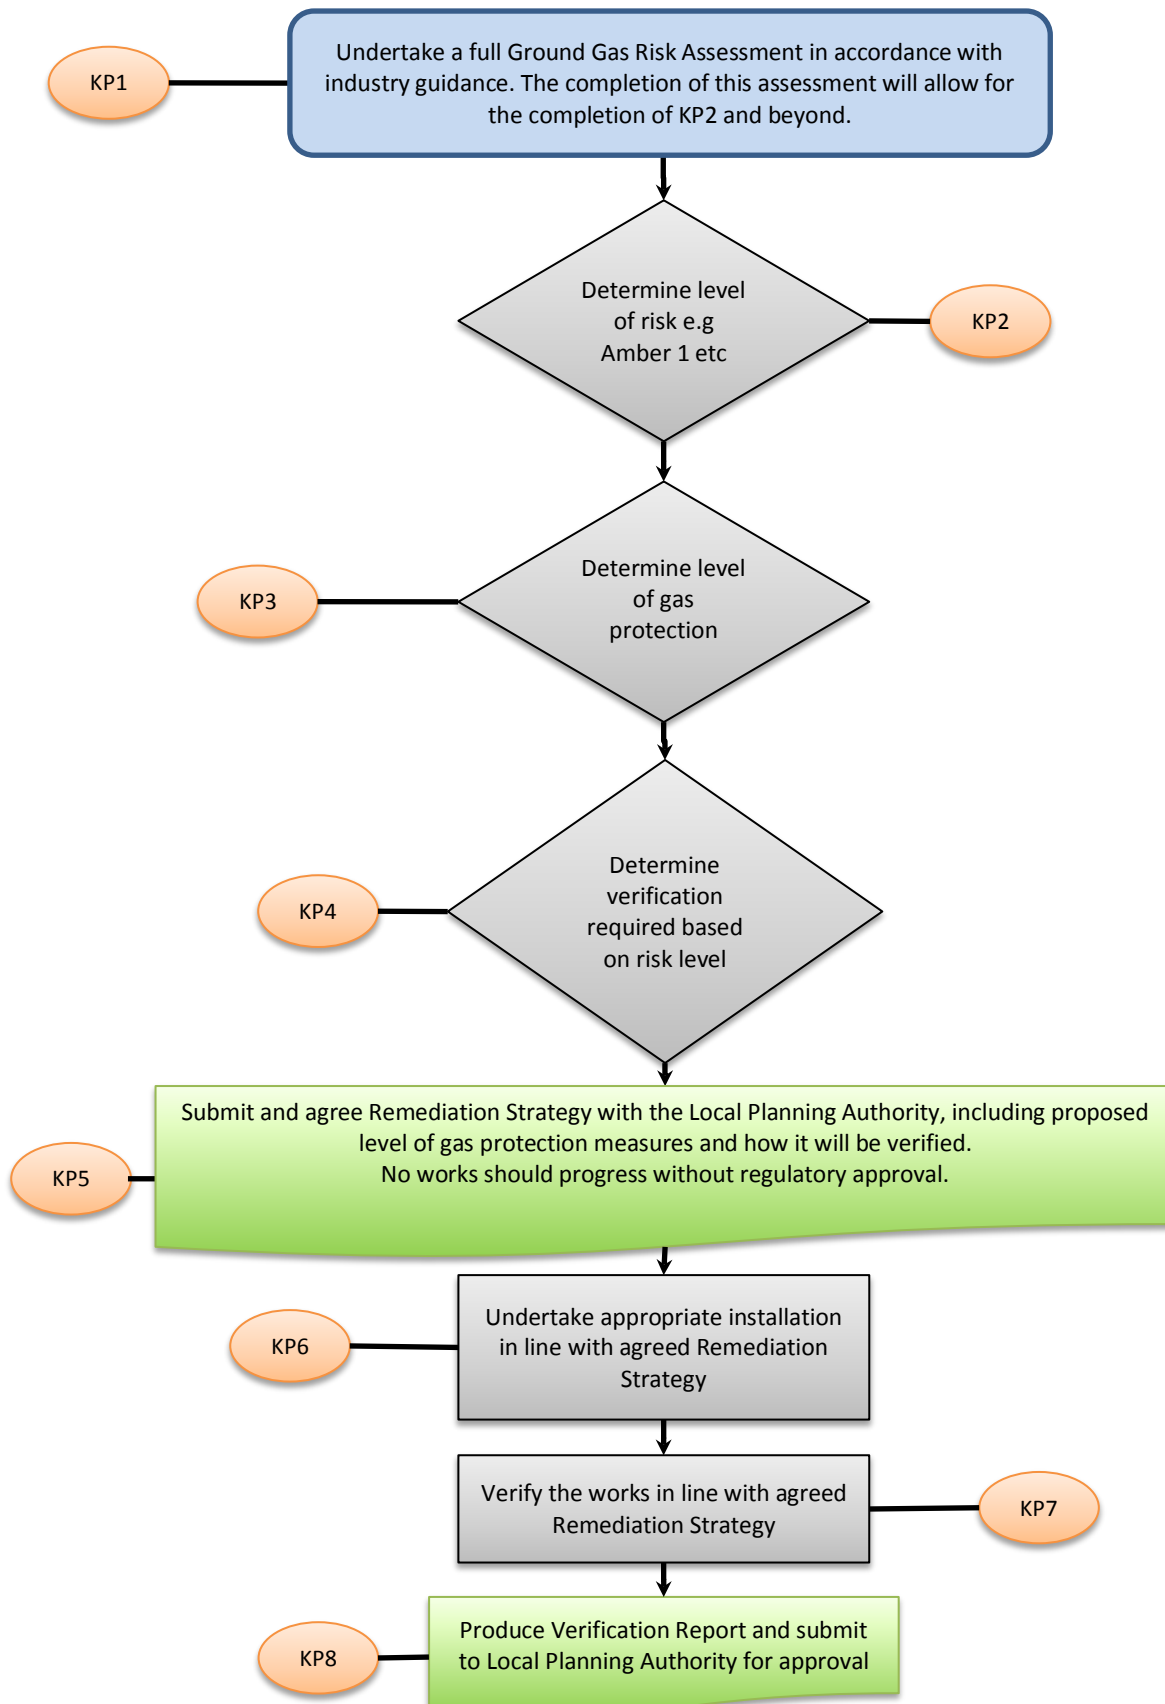 KP1
Undertake a full Ground Gas Risk Assessment in accordance with
industry guidance. The completion of this assessment will allow for
the completion of KP2 and beyond.
Determine level
of risk e.g
Amber 1 etc
KP2
KP3
Determine level
of gas
protection
KP4
Determine
verification
required based
on risk level
KP5
Submit and agree Remediation Strategy with the Local Planning Authority, including proposed
level of gas protection measures and how it will be verified.
No works should progress without regulatory approval.
KP6
Undertake appropriate installation
in line with agreed Remediation
Strategy
Verify the works in line with agreed
Remediation Strategy
KP7
KP8
Produce Verification Report and submit
to Local Planning Authority for approval